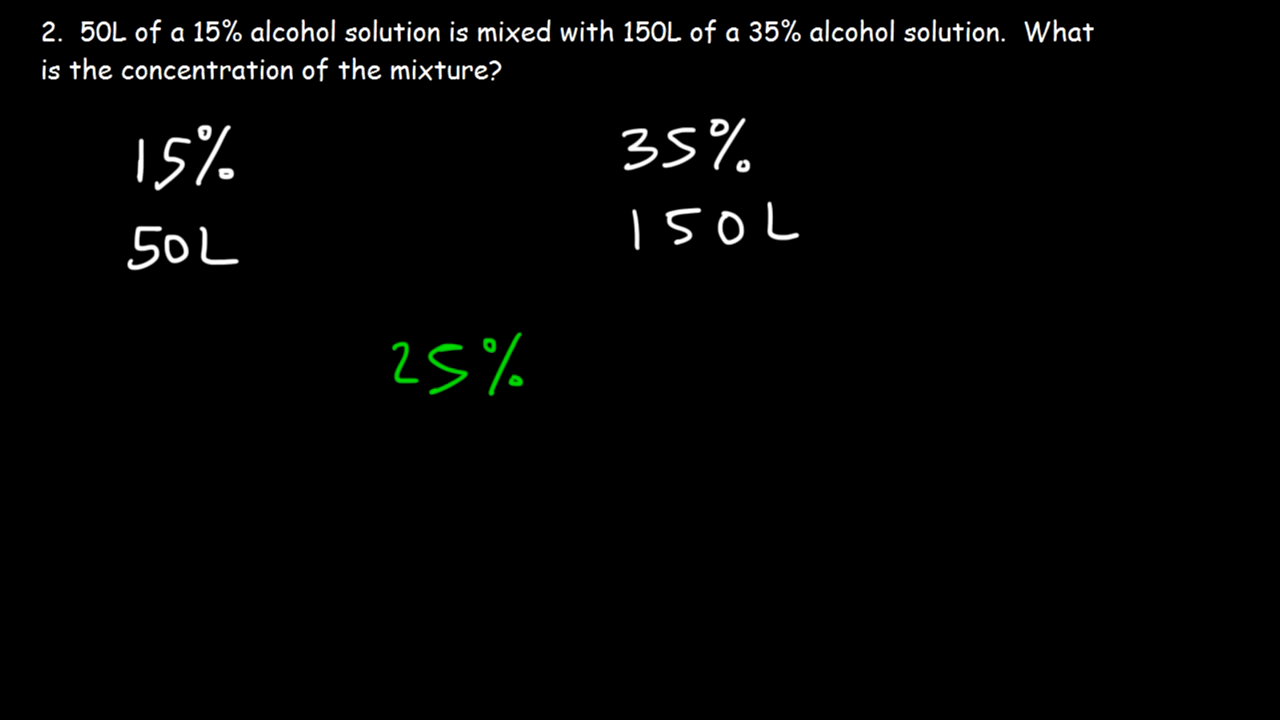 2. 50L of a 15% alcohol solution is mixed with 150L of a 35% alcohol solution. What
is the concentration of the mixture?
15% 35%
50L 150L
25%